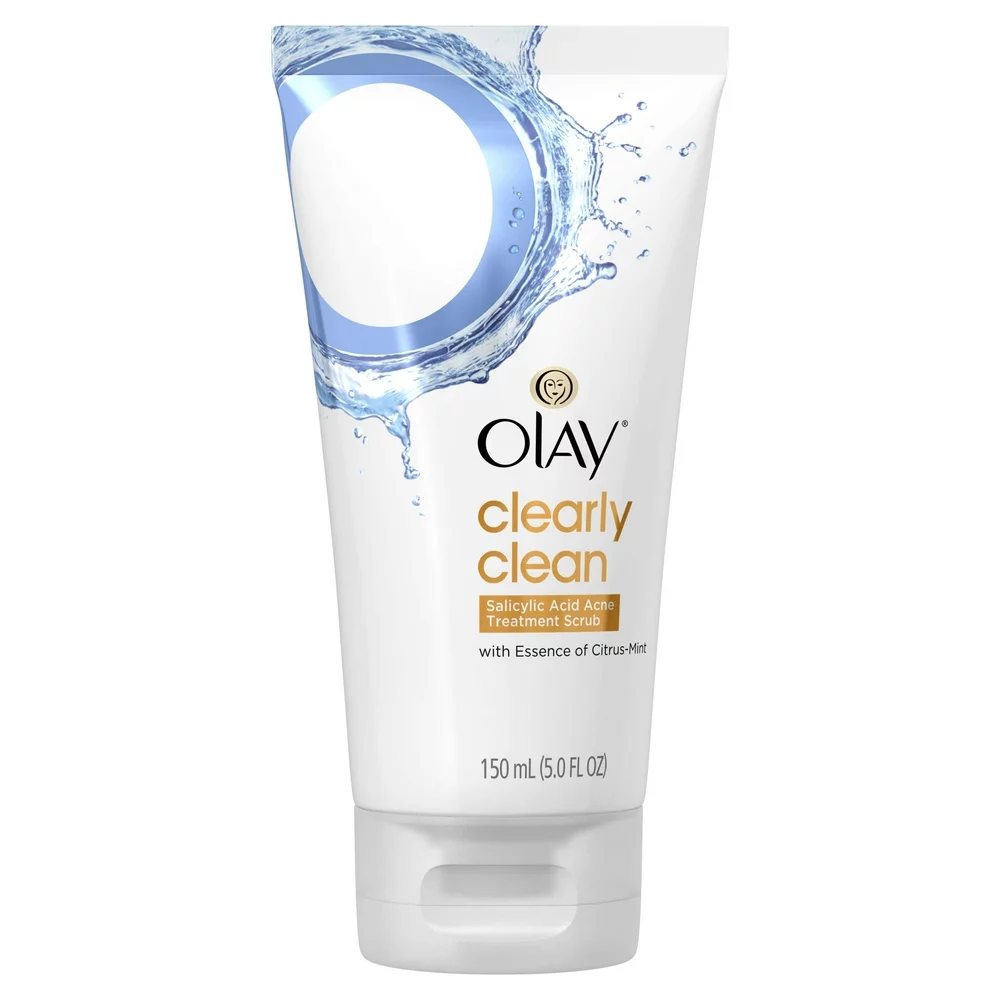 OLAY®
clearly
clean
Salicylic Acid Acne
Treatment Scrub
with Essence of Citrus-Mint
150 mL (5.0 FL OZ)